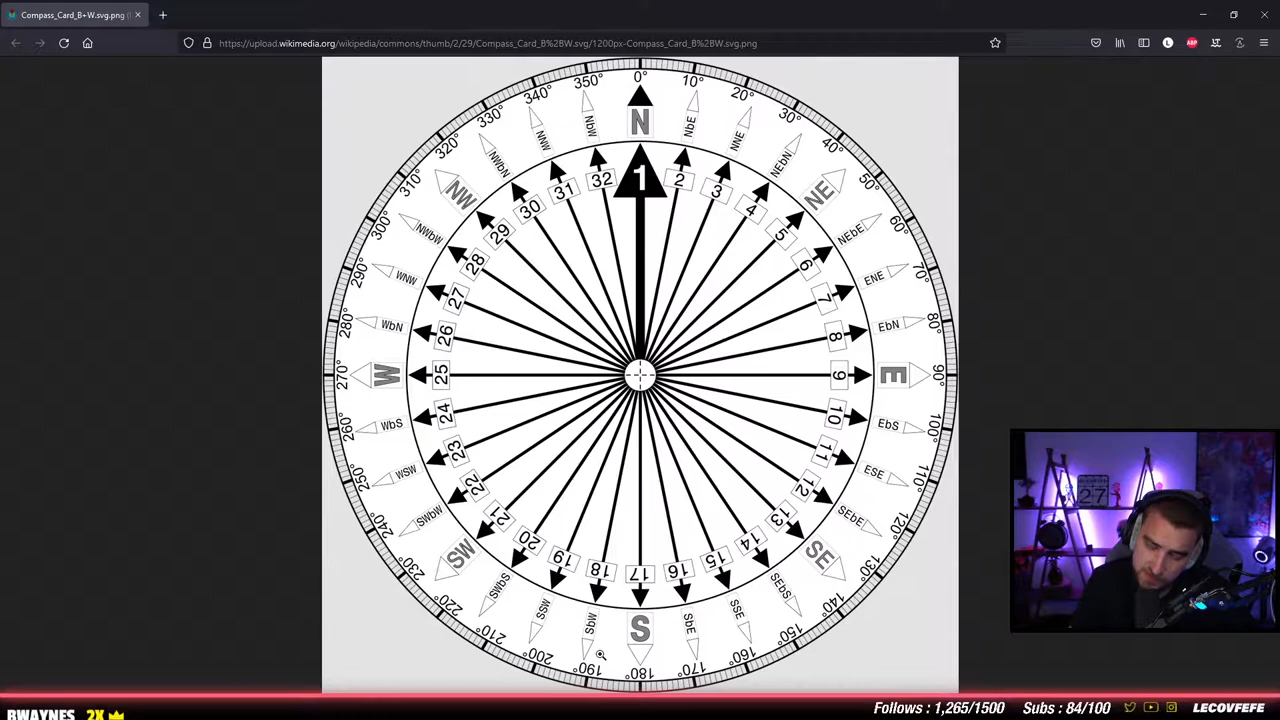 Compass_Card_B+W.svg.png (
https://upload.wikimedia.org/wikipedia/commons/thumb/2/29/Compass_Card_B%2BW.svg/1200px-Compass_Card_B%2BW.svg.png
L
ABP
0°
10°
20°
30°
40°
50°
60°
70°
80°
90°
100°
110°
120°
130°
140°
150°
160°
170°
180°
190°
200°
210°
220°
230°
240°
250°
260°
270°
280°
290°
300°
310°
320°
330°
340°
350°
N
NbE
NNE
NEbN
NE
NEbE
ENE
EbN
E
EbS
ESE
SEbE
SE
SEbS
SSE
SbE
S
SbW
SSW
SWbS
SW
SWbW
WSW
WbS
W
WbN
WNW
NWbW
NW
NWbN
NNW
NbW
1
2
3
4
5
6
7
8
9
10
11
12
13
14
15
16
17
18
19
20
21
22
23
24
25
26
27
28
29
30
31
32
27
BWAYNES 2X
Follows : 1,265/1500 Subs : 84/100 LECOVFEFE